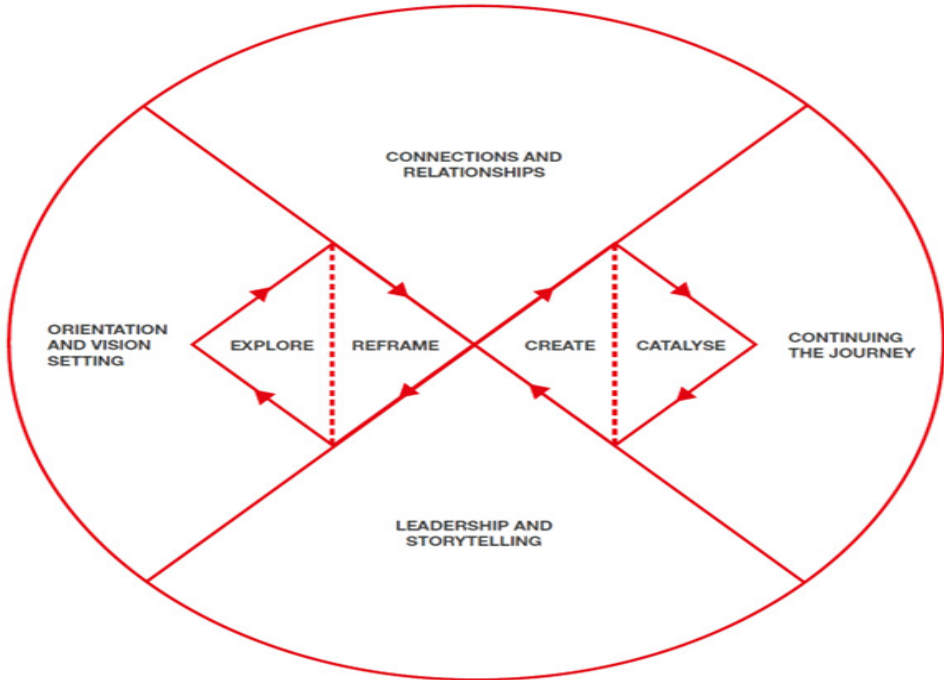 CONNECTIONS AND
RELATIONSHIPS
ORIENTATION
AND VISION
SETTING
EXPLORE
REFRAME
CREATE
CATALYSE
CONTINUING
THE JOURNEY
LEADERSHIP AND
STORYTELLING